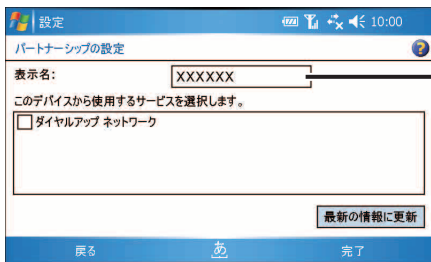 設定 10:00
パートナーシップの設定
表示名: XXXXXX
このデバイスから使用するサービスを選択します。
ダイヤルアップ ネットワーク
最新の情報に更新
戻る あ 完了